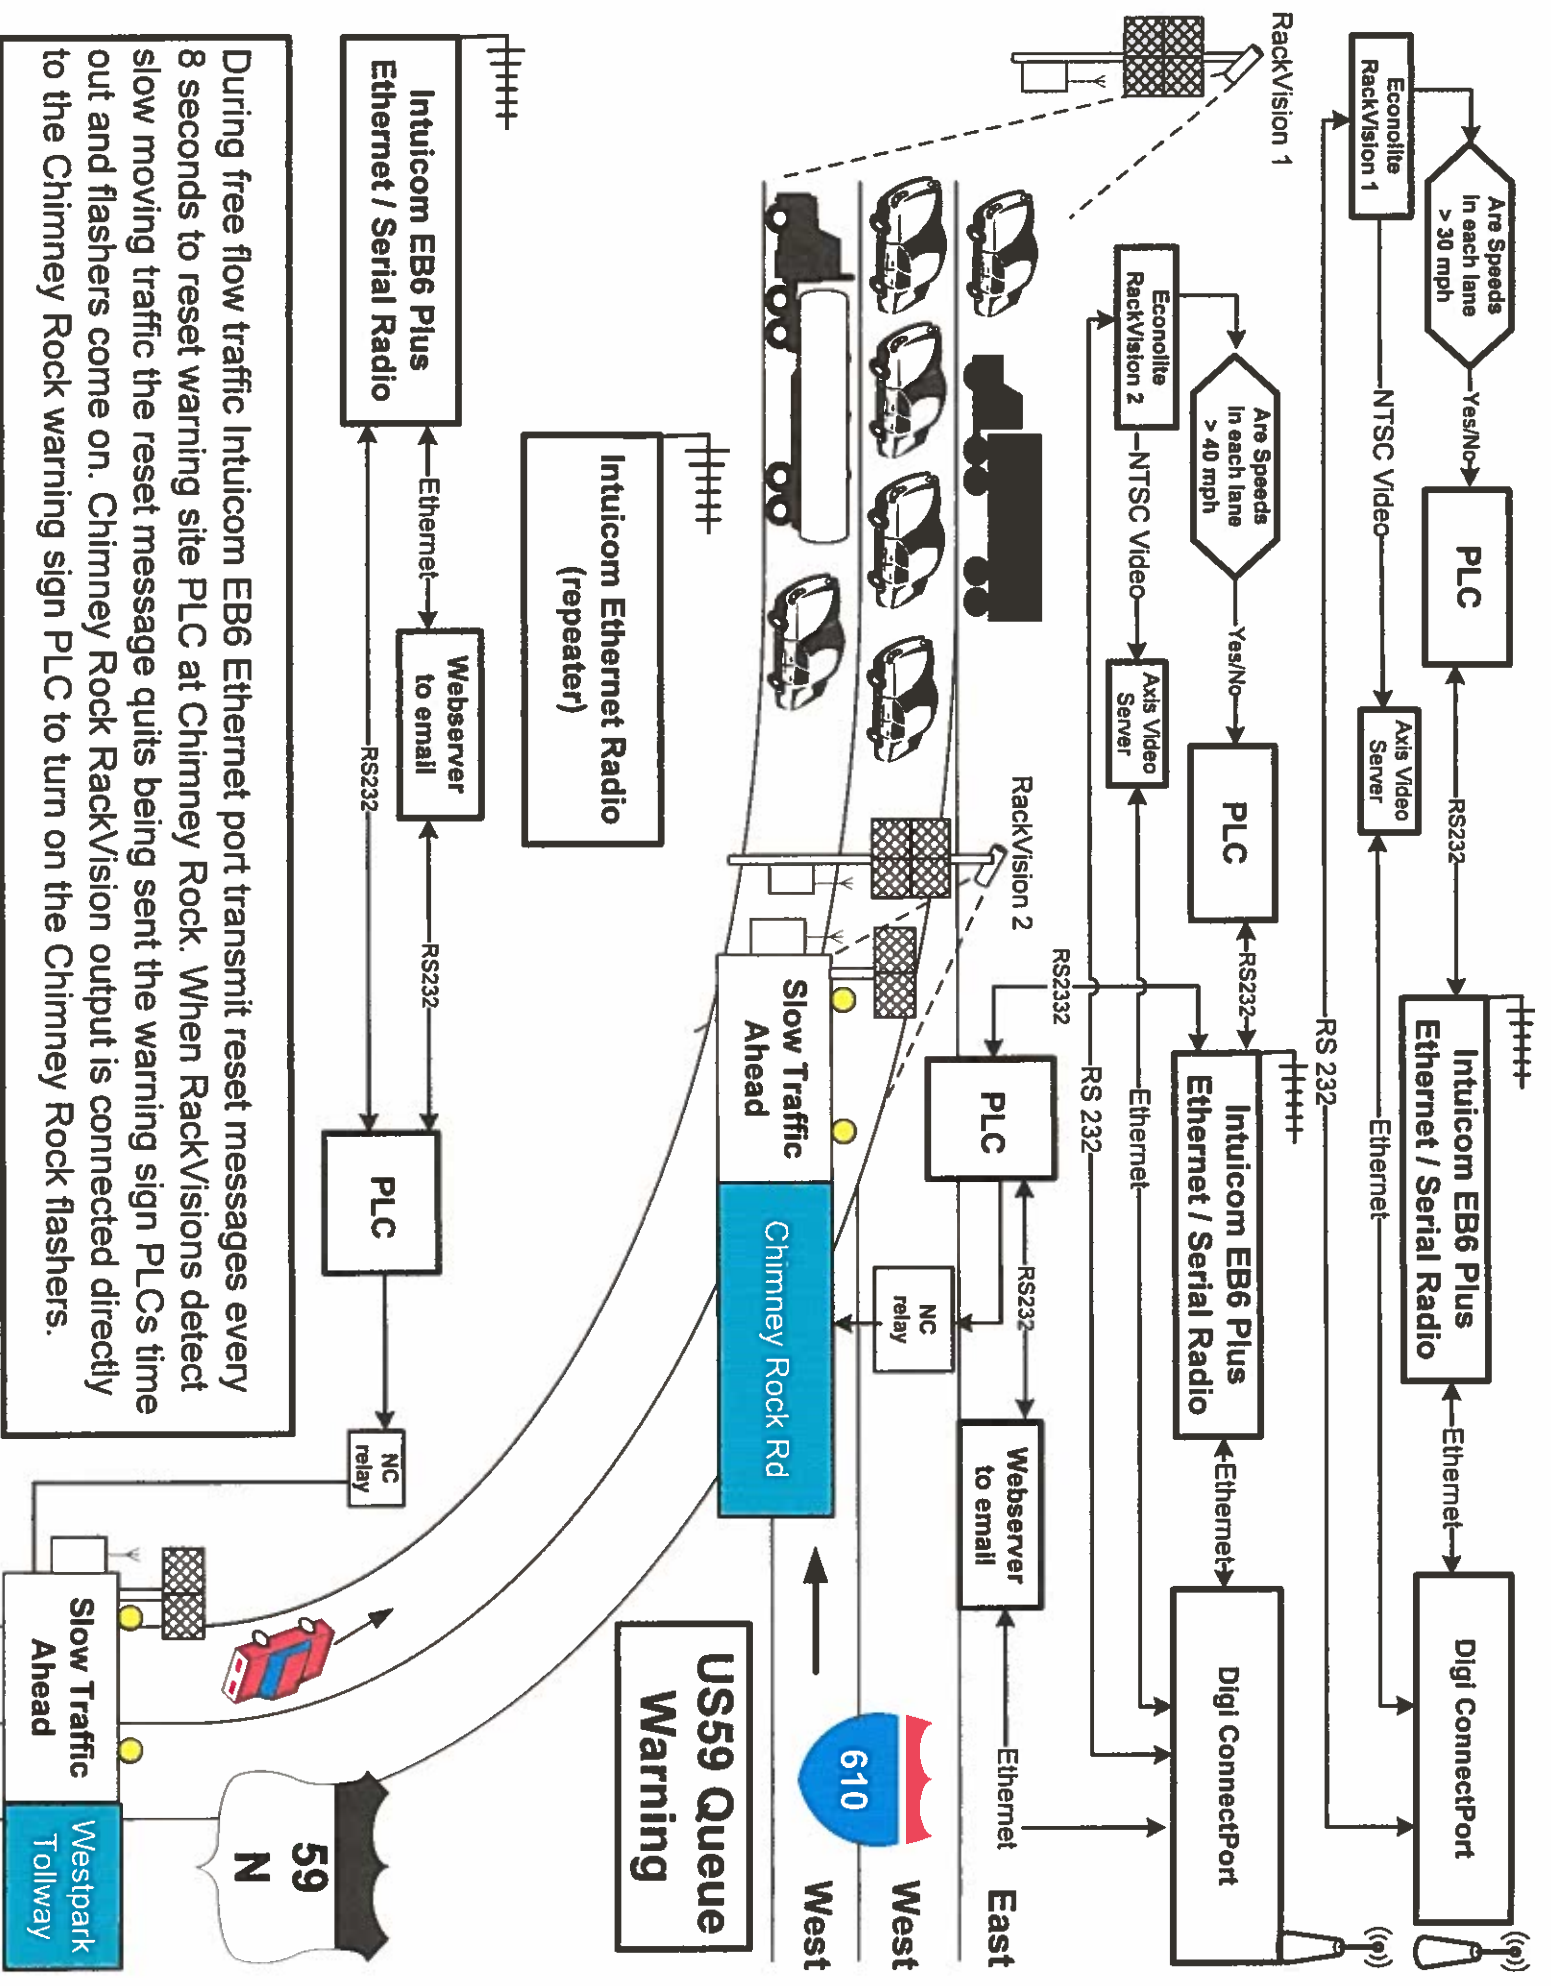 RackVision 1
Econolite
RackVision 1
Are Speeds
in each lane
> 30 mph
Yes/No
PLC
RS232
Intuicom EB6 Plus
Ethernet / Serial Radio
Ethernet
Digi ConnectPort
NTSC Video
Axis Video
Server
Ethernet
RS 232
Econolite
RackVision 2
Are Speeds
in each lane
> 40 mph
Yes/No
PLC
RS232
Intuicom EB6 Plus
Ethernet / Serial Radio
Ethernet
Digi ConnectPort
NTSC Video
Axis Video
Server
Ethernet
RS 232
RS2332
PLC
RS232
Webserver
to email
Ethernet
NC
relay
RackVision 2
East
West
West
610
Slow Traffic
Ahead
Chimney Rock Rd
US59 Queue
Warning
Intuicom Ethernet Radio
(repeater)
Intuicom EB6 Plus
Ethernet / Serial Radio
Ethernet
Webserver
to email
RS232
RS232
PLC
NC
relay
59
N
Slow Traffic
Ahead
Westpark
Tollway
During free flow traffic Intuicom EB6 Ethernet port transmit reset messages every
8 seconds to reset warning site PLC at Chimney Rock. When RackVisions detect
slow moving traffic the reset message quits being sent the warning sign PLCs time
out and flashers come on. Chimney Rock RackVision output is connected directly
to the Chimney Rock warning sign PLC to turn on the Chimney Rock flashers.